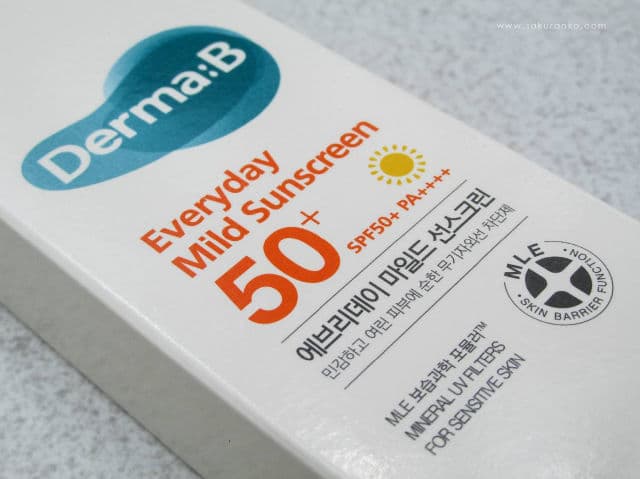 www.sakuranko.com
Derma:B
Everyday
Mild Sunscreen
50+
SPF50+ PA++++
에브리데이 마일드 선스크린
민감하고 여린 피부에 순한 무기자외선 차단제
MLE
SKIN BARRIER FUNCTION
MLE 보습과학 포뮬러™
MINERAL UV FILTERS
FOR SENSITIVE SKIN